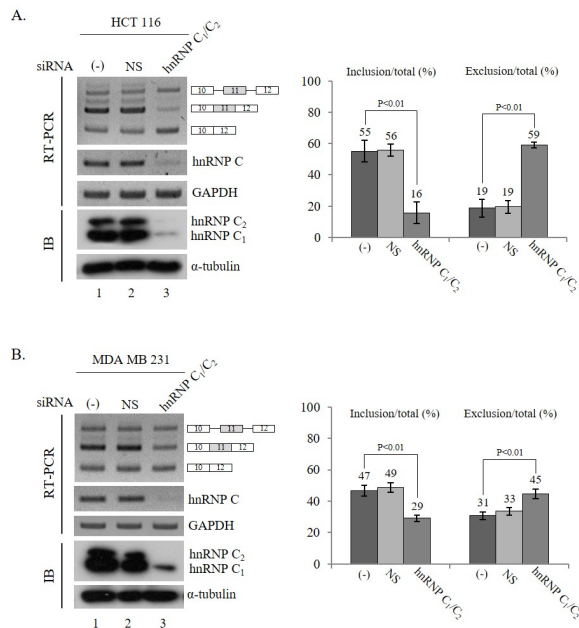 A.
HCT 116
siRNA (-) NS hnRNP C1/C2
RT-PCR
10 11 12
10 11 12
10 12
hnRNP C
GAPDH
IB
hnRNP C2
hnRNP C1
α-tubulin
1 2 3
Inclusion/total (%) Exclusion/total (%)
P<0.01 P<0.01
100
80
60
40
20
0
55 56 16 19 19 59
(-) NS hnRNP C1/C2 (-) NS hnRNP C1/C2
B.
MDA MB 231
siRNA (-) NS hnRNP C1/C2
RT-PCR
10 11 12
10 11 12
10 12
hnRNP C
GAPDH
IB
hnRNP C2
hnRNP C1
α-tubulin
1 2 3
Inclusion/total (%) Exclusion/total (%)
P<0.01 P<0.01
100
80
60
40
20
0
47 49 29 31 33 45
(-) NS hnRNP C1/C2 (-) NS hnRNP C1/C2